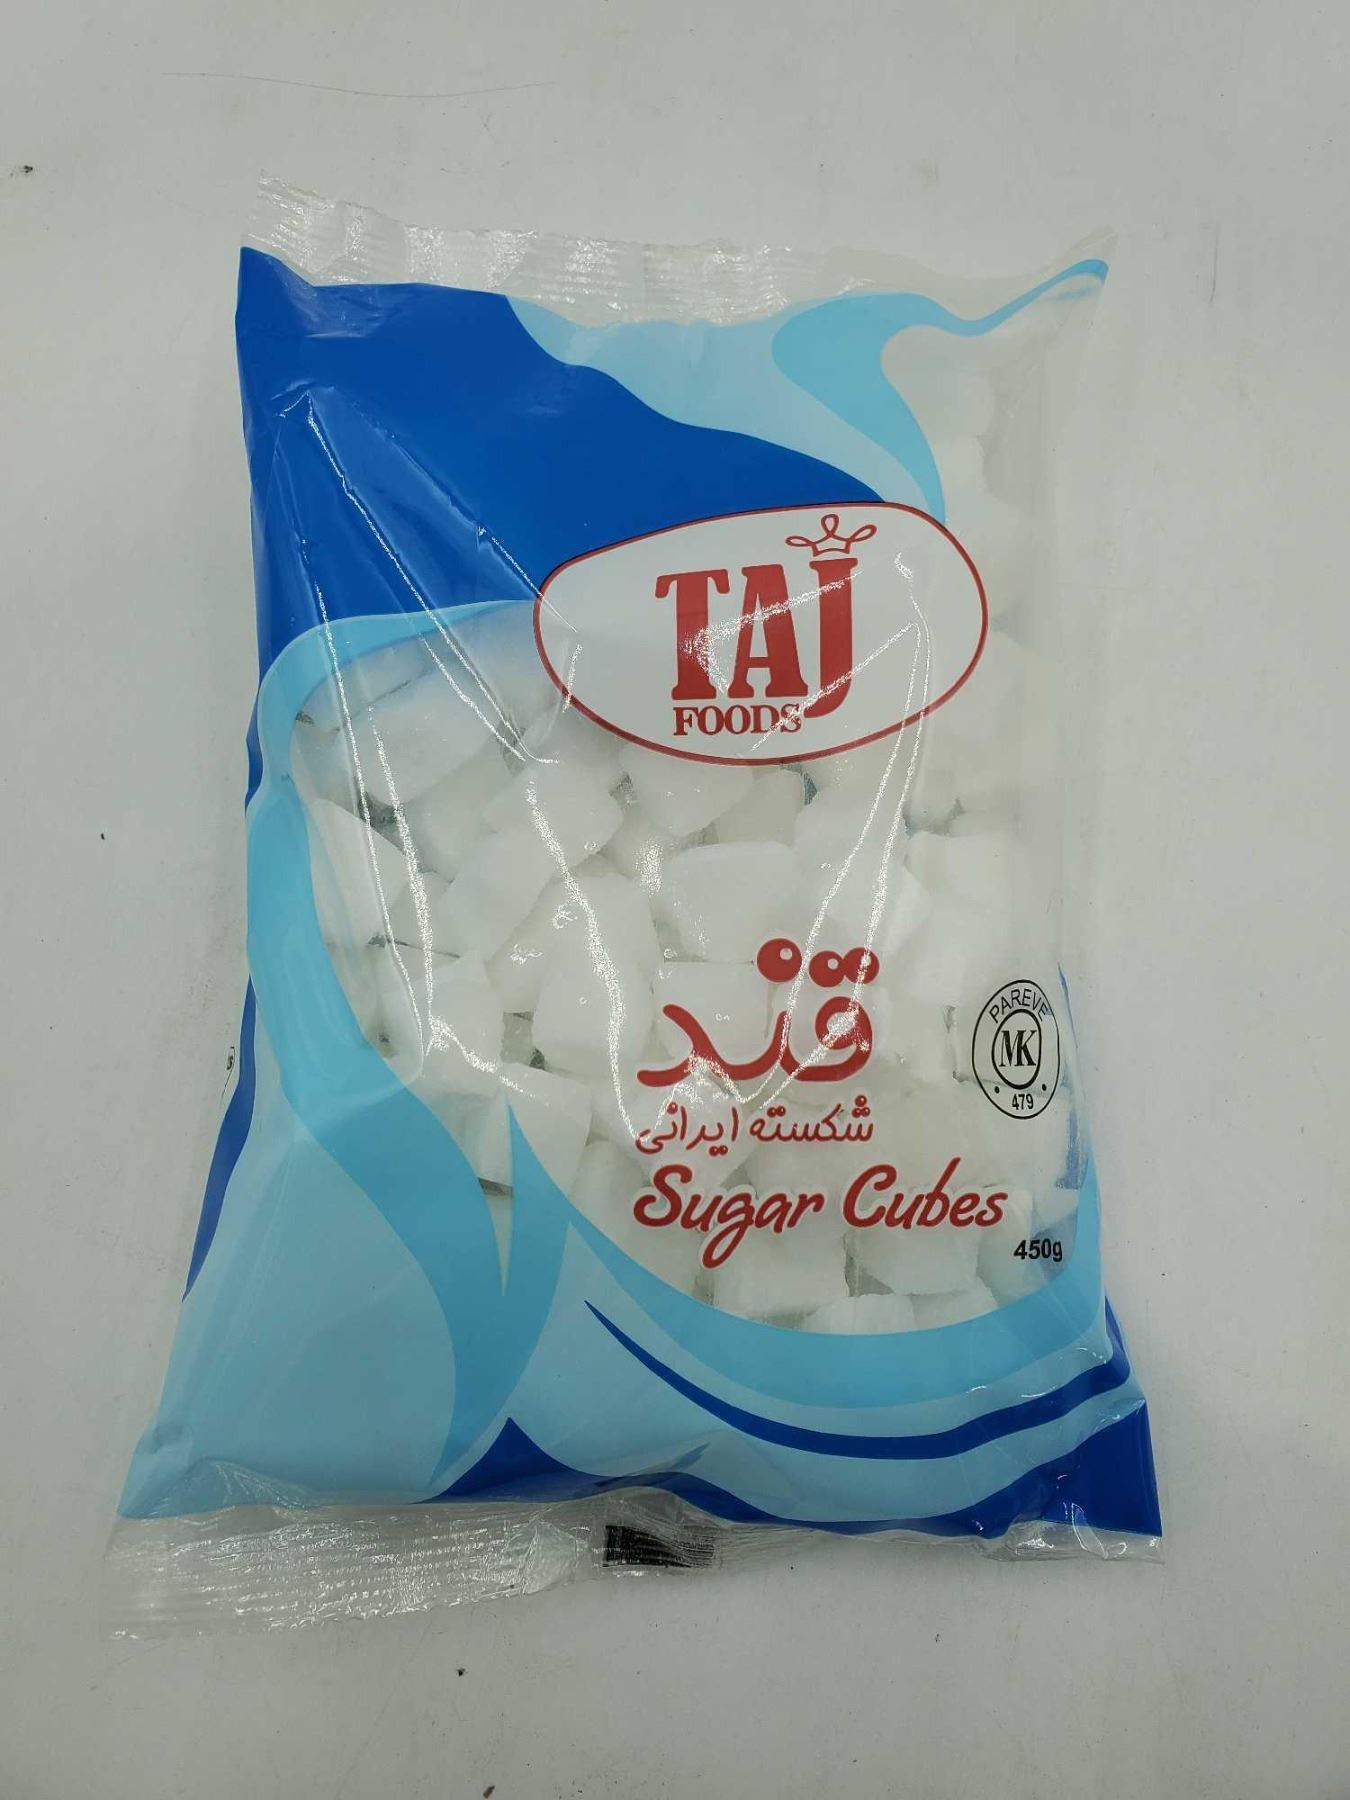 TAJ
FOODS
قند
شکسته ایرانی
Sugar Cubes
450g
PAREVE
MK
479